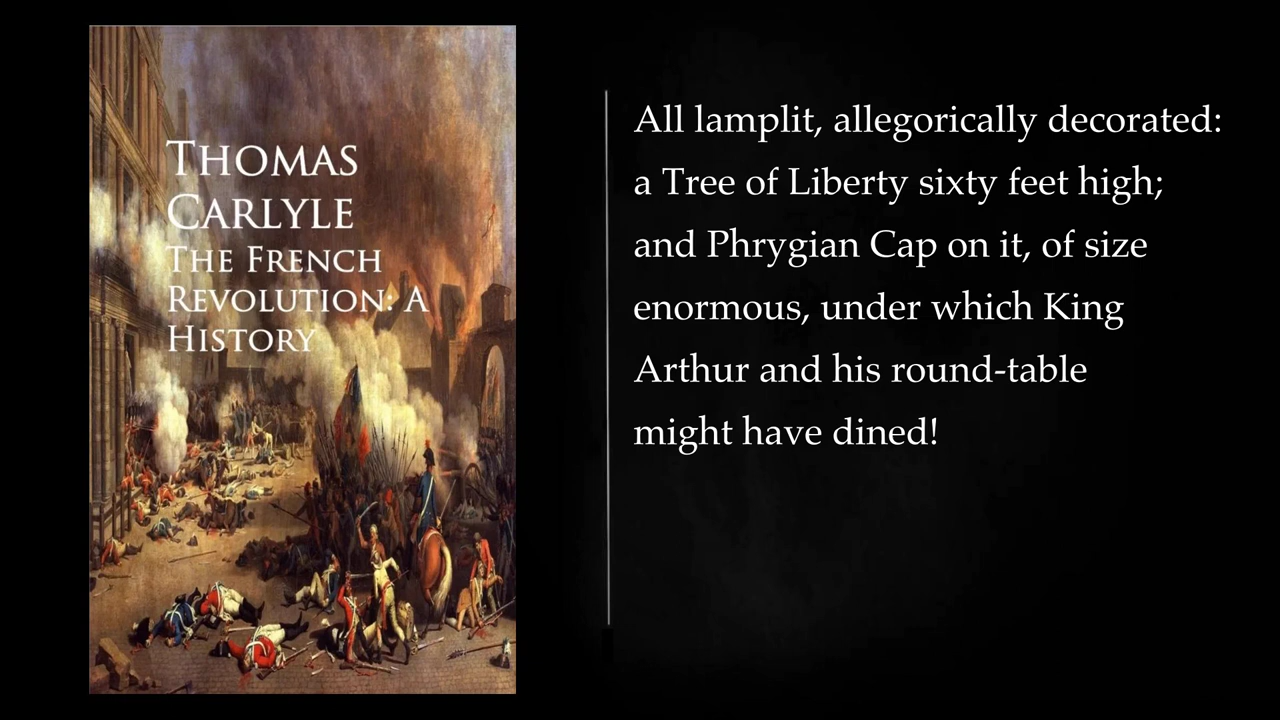 THOMAS
CARLYLE
THE FRENCH
REVOLUTION: A
HISTORY
All lamplit, allegorically decorated:
a Tree of Liberty sixty feet high;
and Phrygian Cap on it, of size
enormous, under which King
Arthur and his round-table
might have dined!